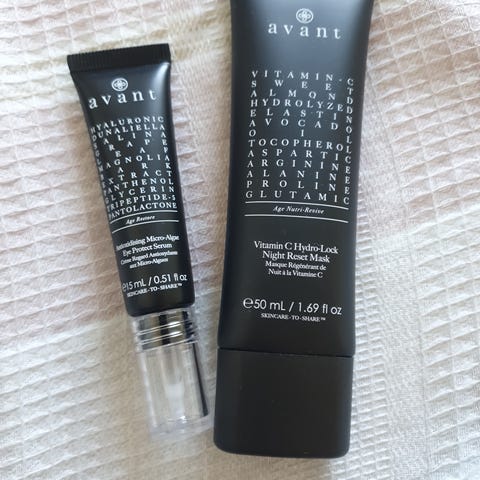 avant
HYALURONIC
DUNALIELLA
SALINA
GRAPE
SEA
MAGNOLIA
BARK
EXTRACT
PANTHENOL
GLYCERIN
TRIPEPTIDE-5
PANTOLACTONE
Age Restore
Antioxidising Micro-Algae
Eye Protect Serum
Crème Regard Antioxydante
aux Micro-Algues
℮15 mL / 0.51 fl oz
SKINCARE-TO-SHARE™
avant
VITAMIN-C
SWEET
ALMOND
HYDROLYZED
ELASTIN
AVOCADO
OIL
TOCOPHEROL
ASPARTIC
ARGININE
ALANINE
PROLINE
GLUTAMIC
Age Nutri-Revive
Vitamin C Hydro-Lock
Night Reset Mask
Masque Régénérant de
Nuit à la Vitamine C
℮50 mL / 1.69 fl oz
SKINCARE-TO-SHARE™